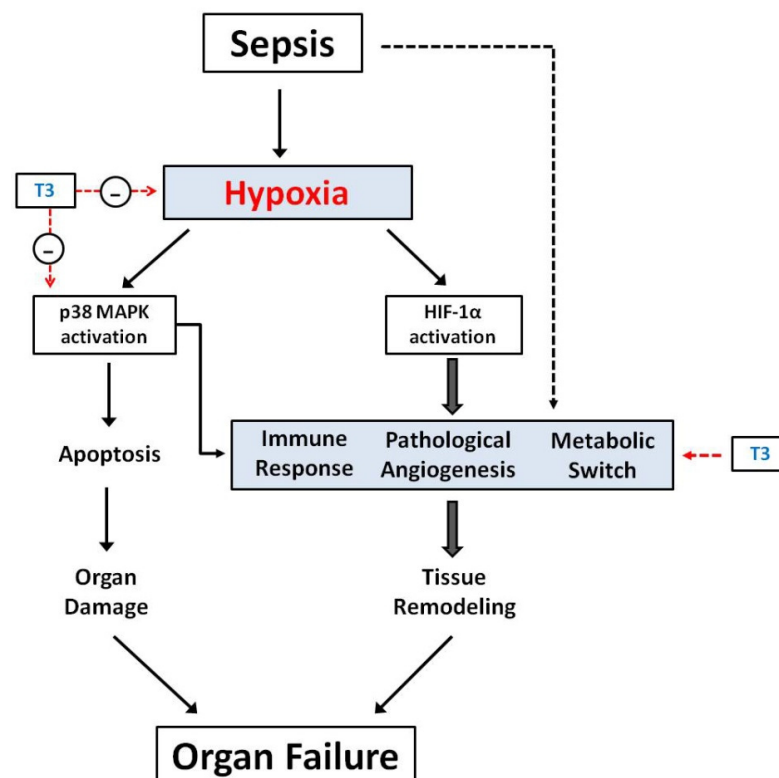 Sepsis
T3
−
Hypoxia
−
p38 MAPK
activation
HIF-1α
activation
Apoptosis
Immune
Response
Pathological
Angiogenesis
Metabolic
Switch
T3
Organ
Damage
Tissue
Remodeling
Organ Failure